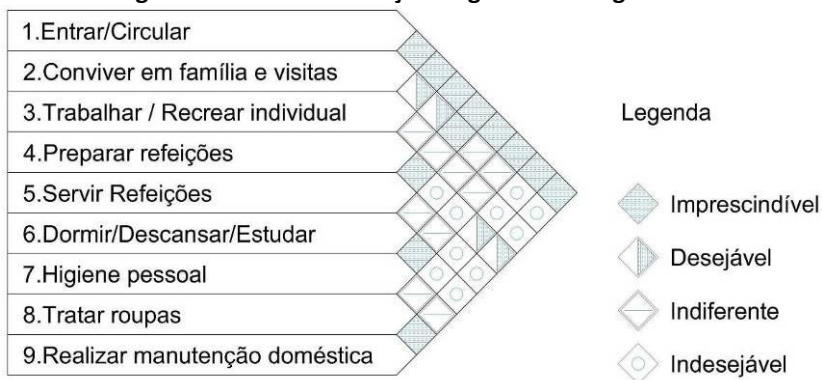 1.Entrar/Circular
2.Conviver em família e visitas
3.Trabalhar / Recrear individual
4.Preparar refeições
5.Servir Refeições
6.Dormir/Descansar/Estudar
7.Higiene pessoal
8.Tratar roupas
9.Realizar manutenção doméstica
Legenda
Imprescindível
Desejável
Indiferente
Indesejável